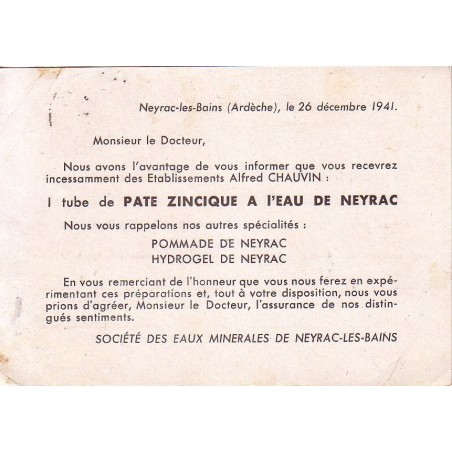 Neyrac-les-Bains (Ardèche), le 26 décembre 1941.
Monsieur le Docteur,
Nous avons l'avantage de vous informer que vous recevrez
incessamment des Etablissements Alfred CHAUVIN :
I tube de PATE ZINCIQUE A l'EAU DE NEYRAC
Nous vous rappelons nos autres spécialités :
POMMADE DE NEYRAC
HYDROGEL DE NEYRAC
En vous remerciant de l'honneur que vous nous ferez en expé-
rimentant ces préparations et, tout à votre disposition, nous vous
prions d'agréer, Monsieur le Docteur, l'assurance de nos distin-
gués sentiments.
SOCIÉTÉ DES EAUX MINERALES DE NEYRAC-LES-BAINS